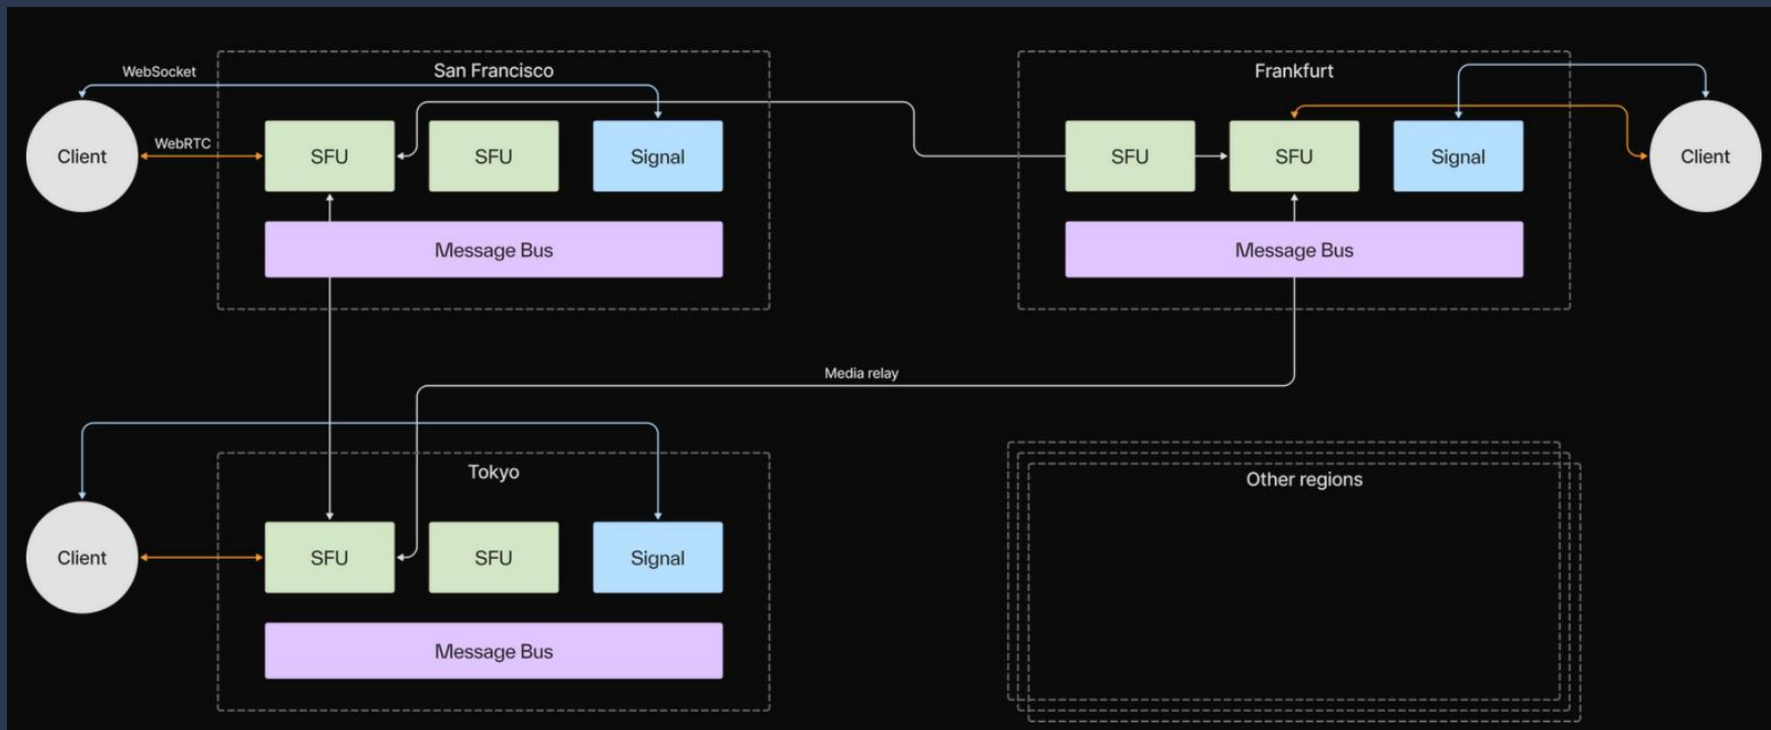 WebSocket
San Francisco
Frankfurt
Client
WebRTC
SFU
SFU
Signal
SFU
SFU
Signal
Client
Message Bus
Message Bus
Media relay
Tokyo
Other regions
Client
SFU
SFU
Signal
Message Bus